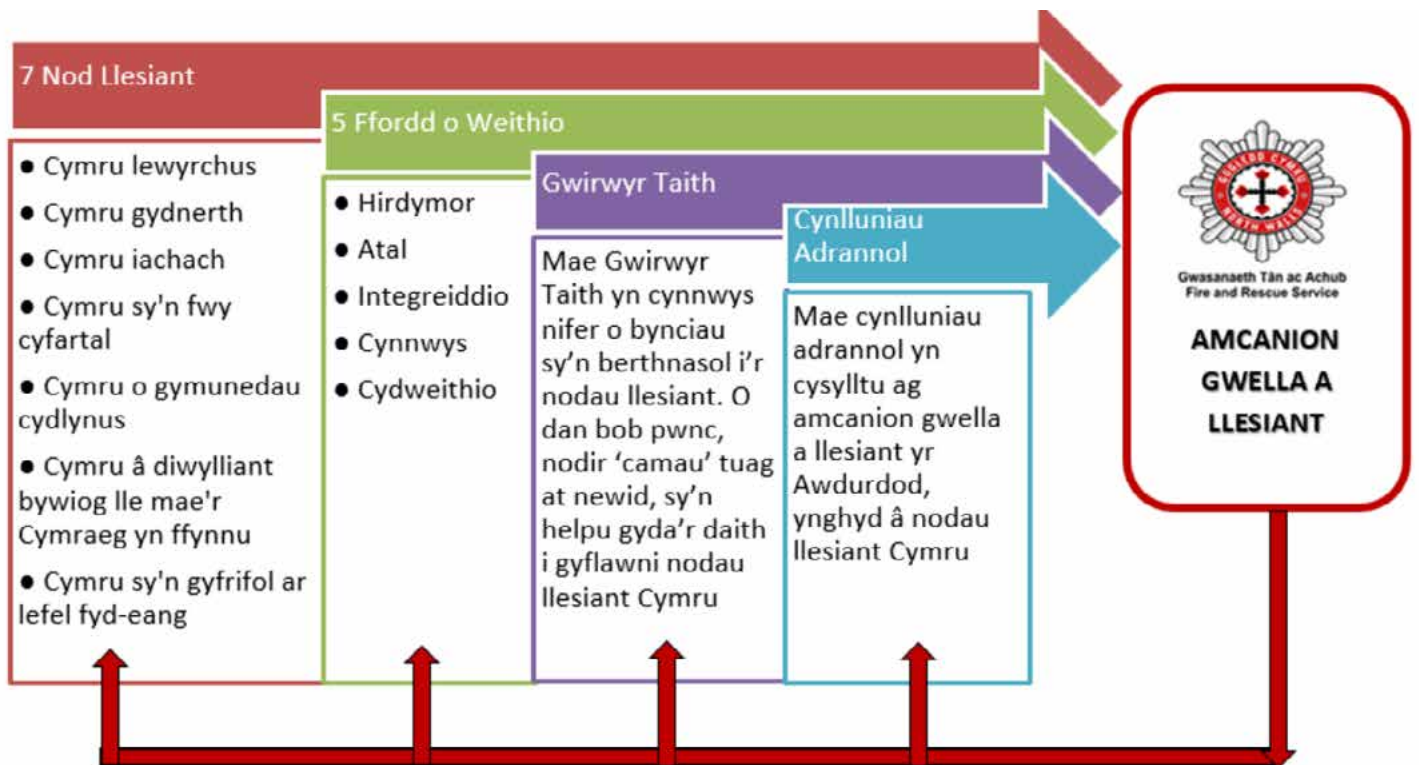 7 Nod Llesiant
● Cymru lewyrchus
● Cymru gydnerth
● Cymru iachach
● Cymru sy'n fwy
cyfartal
● Cymru o gymunedau
cydlynus
● Cymru â diwylliant
bywiog lle mae'r
Cymraeg yn ffynnu
● Cymru sy'n gyfrifol ar
lefel fyd-eang
5 Ffordd o Weithio
● Hirdymor
● Atal
● Integreiddio
● Cynnwys
● Cydweithio
Gwirwyr Taith
Mae Gwirwyr
Taith yn cynnwys
nifer o bynciau
sy’n berthnasol i’r
nodau llesiant. O
dan bob pwnc,
nodir ‘camau’ tuag
at newid, sy’n
helpu gyda’r daith
i gyflawni nodau
llesiant Cymru
Cynlluniau
Adrannol
Mae cynlluniau
adrannol yn
cysylltu ag
amcanion gwella
a llesiant yr
Awdurdod,
ynghyd â nodau
llesiant Cymru
GOGLEDD CYMRU
NORTH WALES
Gwasanaeth Tân ac Achub
Fire and Rescue Service
AMCANION
GWELLA A
LLESIANT